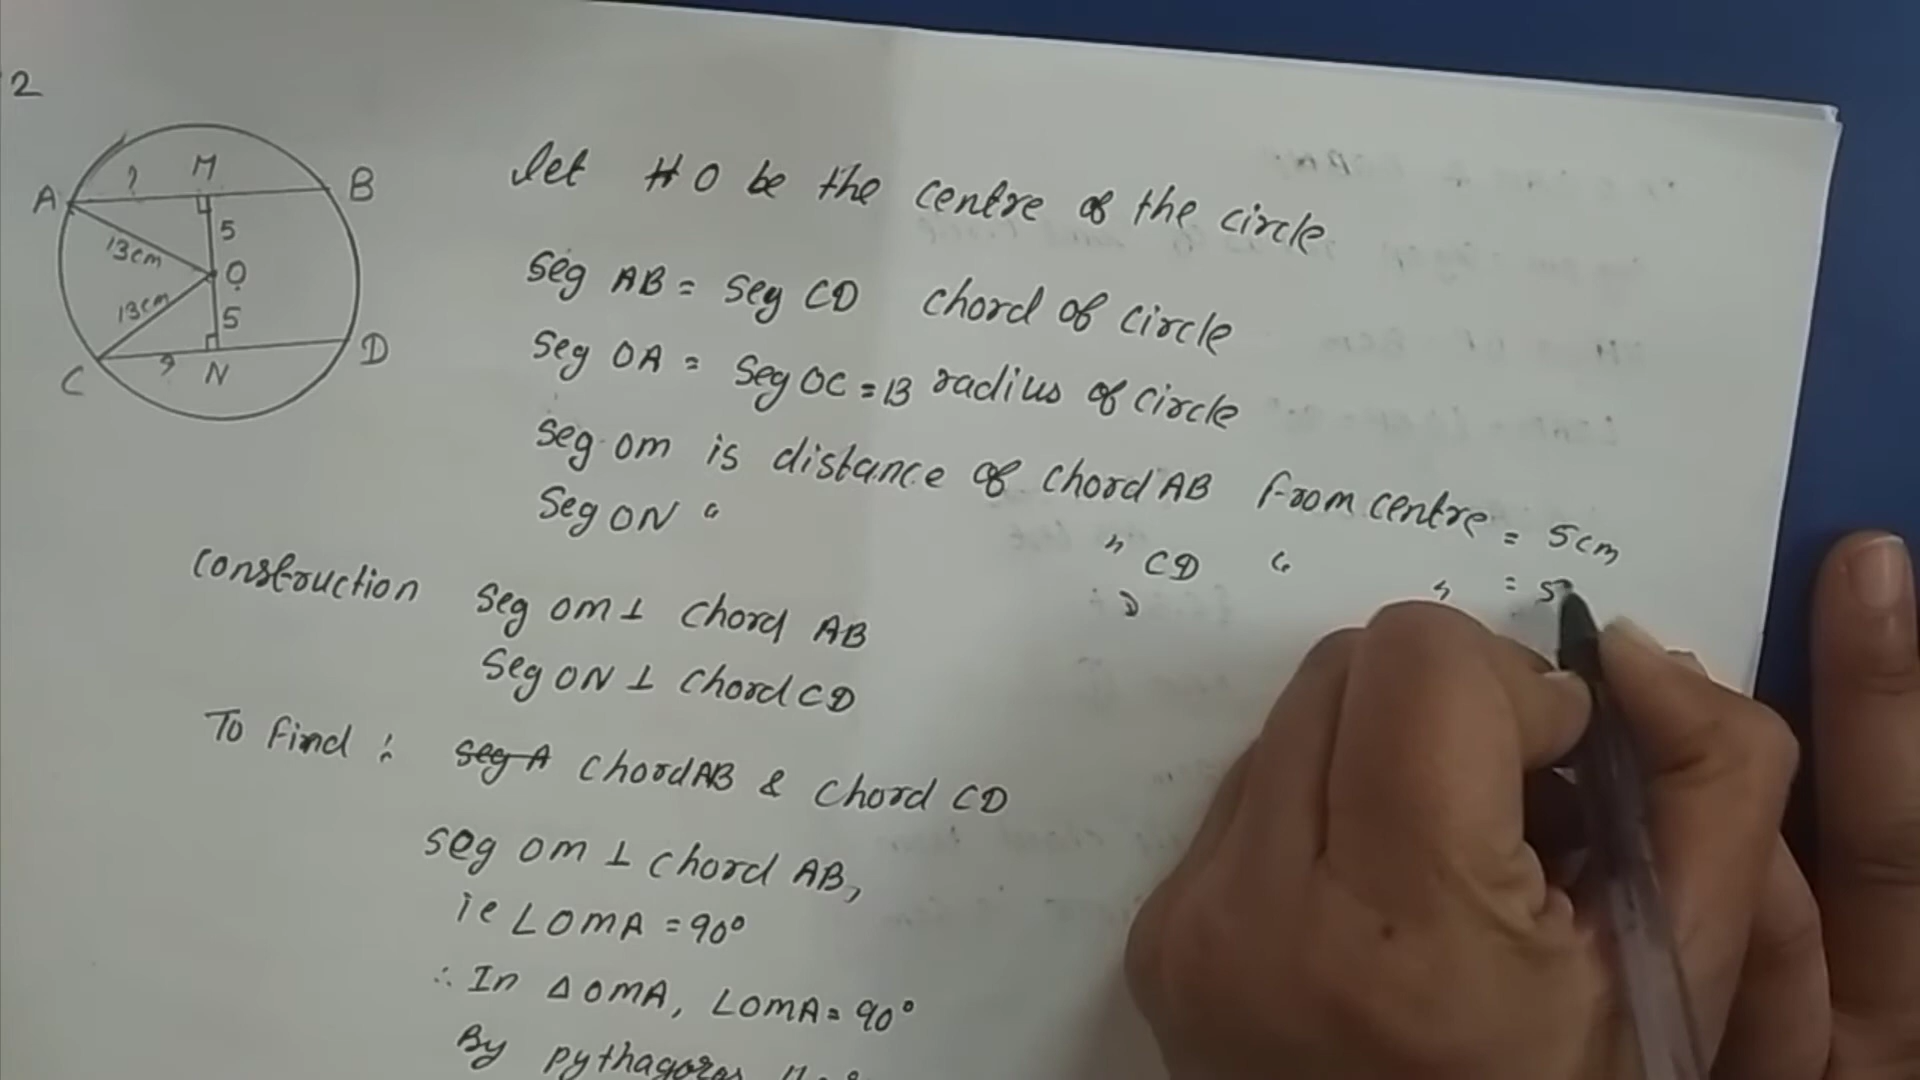 2
A
?
M
B
5
13cm
O
13cm
5
C
?
N
D
let O be the centre of the circle
seg AB = seg CD chord of circle
seg OA = seg OC = 13 radius of circle
seg om is distance of chord AB from centre = 5cm
seg ON " " CD " " = 5
construction seg om ⊥ chord AB
seg ON ⊥ chord CD
To find : seg A chord AB & chord CD
seg om ⊥ chord AB,
ie ∠OMA = 90°
∴ In △OMA, ∠OMA = 90°
By pythagoras